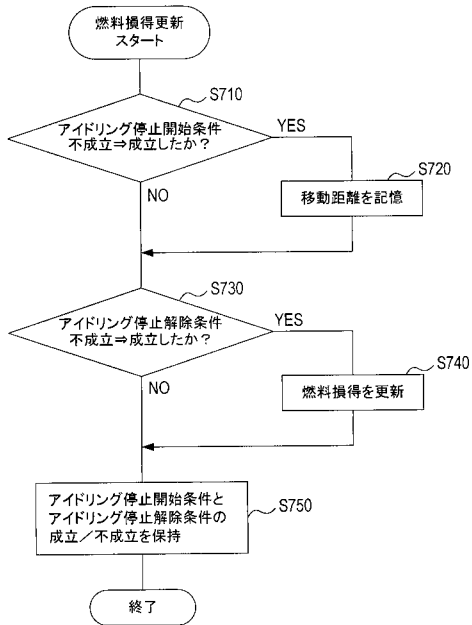 燃料損得更新
スタート
S710
アイドリング停止開始条件
不成立⇒成立したか?
YES
S720
移動距離を記憶
NO
S730
アイドリング停止解除条件
不成立⇒成立したか?
YES
S740
燃料損得を更新
NO
S750
アイドリング停止開始条件と
アイドリング停止解除条件の
成立/不成立を保持
終了